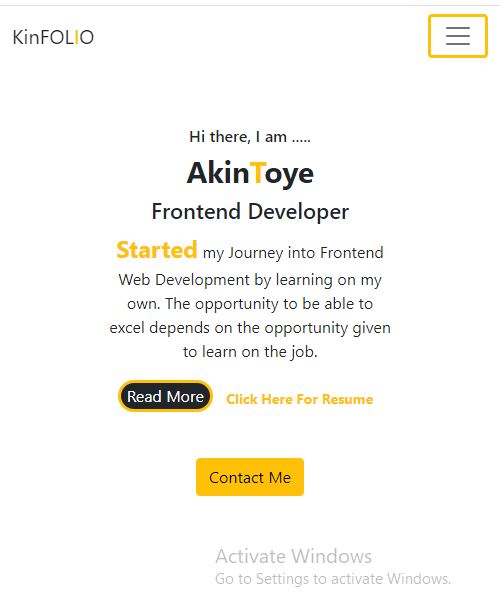 KinFOLIO
Hi there, I am .....
AkinToye
Frontend Developer
Started my Journey into Frontend
Web Development by learning on my
own. The opportunity to be able to
excel depends on the opportunity given
to learn on the job.
Read More Click Here For Resume
Contact Me
Activate Windows
Go to Settings to activate Windows.